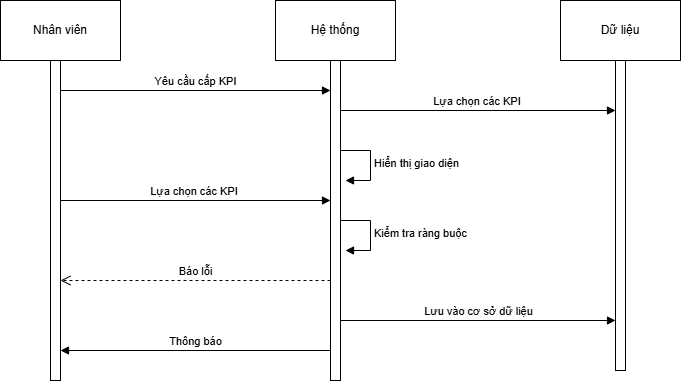 Nhân viên
Hệ thống
Dữ liệu
Yêu cầu cấp KPI
Lựa chọn các KPI
Hiển thị giao diện
Lựa chọn các KPI
Kiểm tra ràng buộc
Báo lỗi
Lưu vào cơ sở dữ liệu
Thông báo